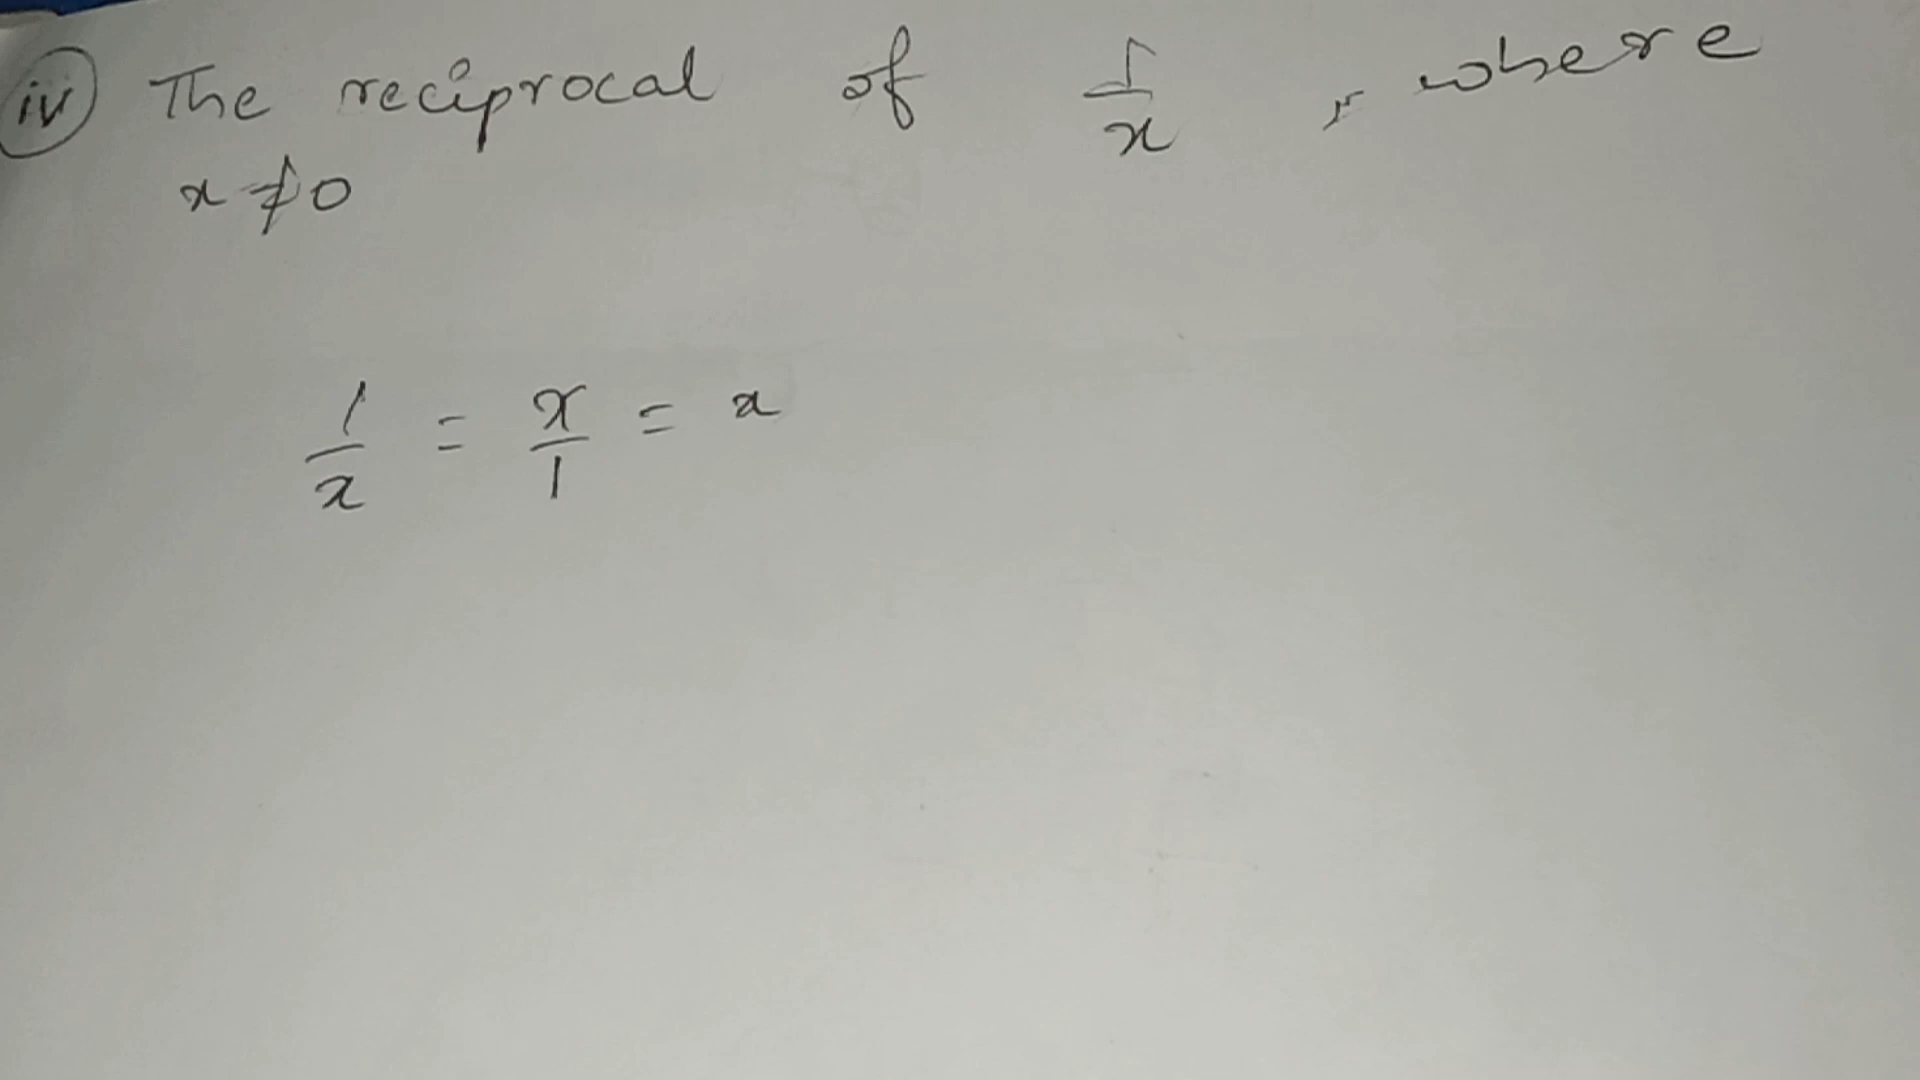 iv The reciprocal of 1/x , where
x ≠ 0
1/x = x/1 = x